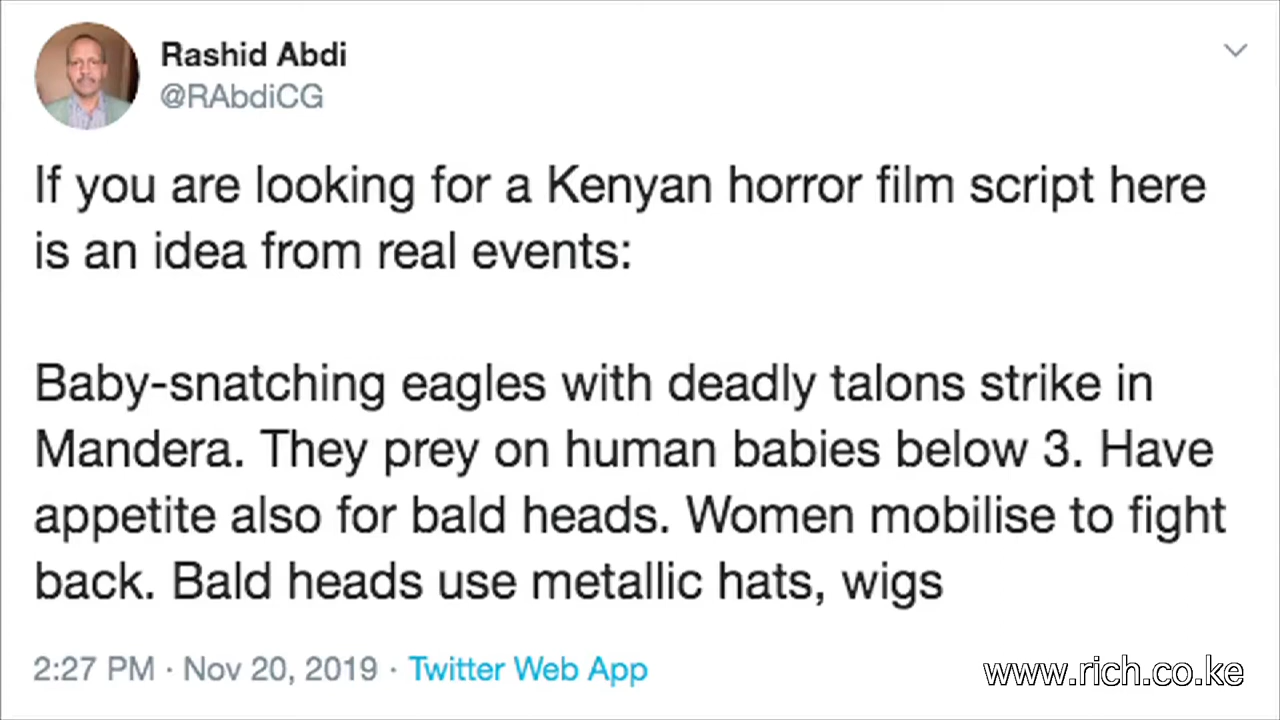 Rashid Abdi
@RAbdiCG
If you are looking for a Kenyan horror film script here
is an idea from real events:
Baby-snatching eagles with deadly talons strike in
Mandera. They prey on human babies below 3. Have
appetite also for bald heads. Women mobilise to fight
back. Bald heads use metallic hats, wigs
2:27 PM · Nov 20, 2019 · Twitter Web App
www.rich.co.ke